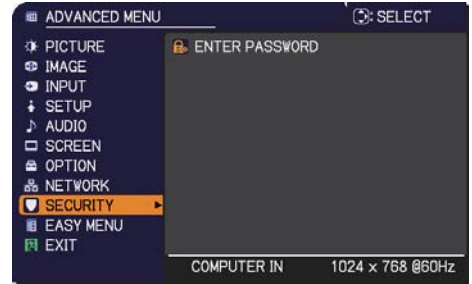 ADVANCED MENU
: SELECT
PICTURE
ENTER PASSWORD
IMAGE
INPUT
SETUP
AUDIO
SCREEN
OPTION
NETWORK
SECURITY
EASY MENU
EXIT
COMPUTER IN
1024 x 768 @60Hz